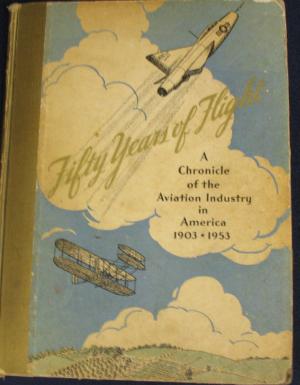 Fifty Years of Flight
A
Chronicle
of the
Aviation Industry
in
America
1903 • 1953